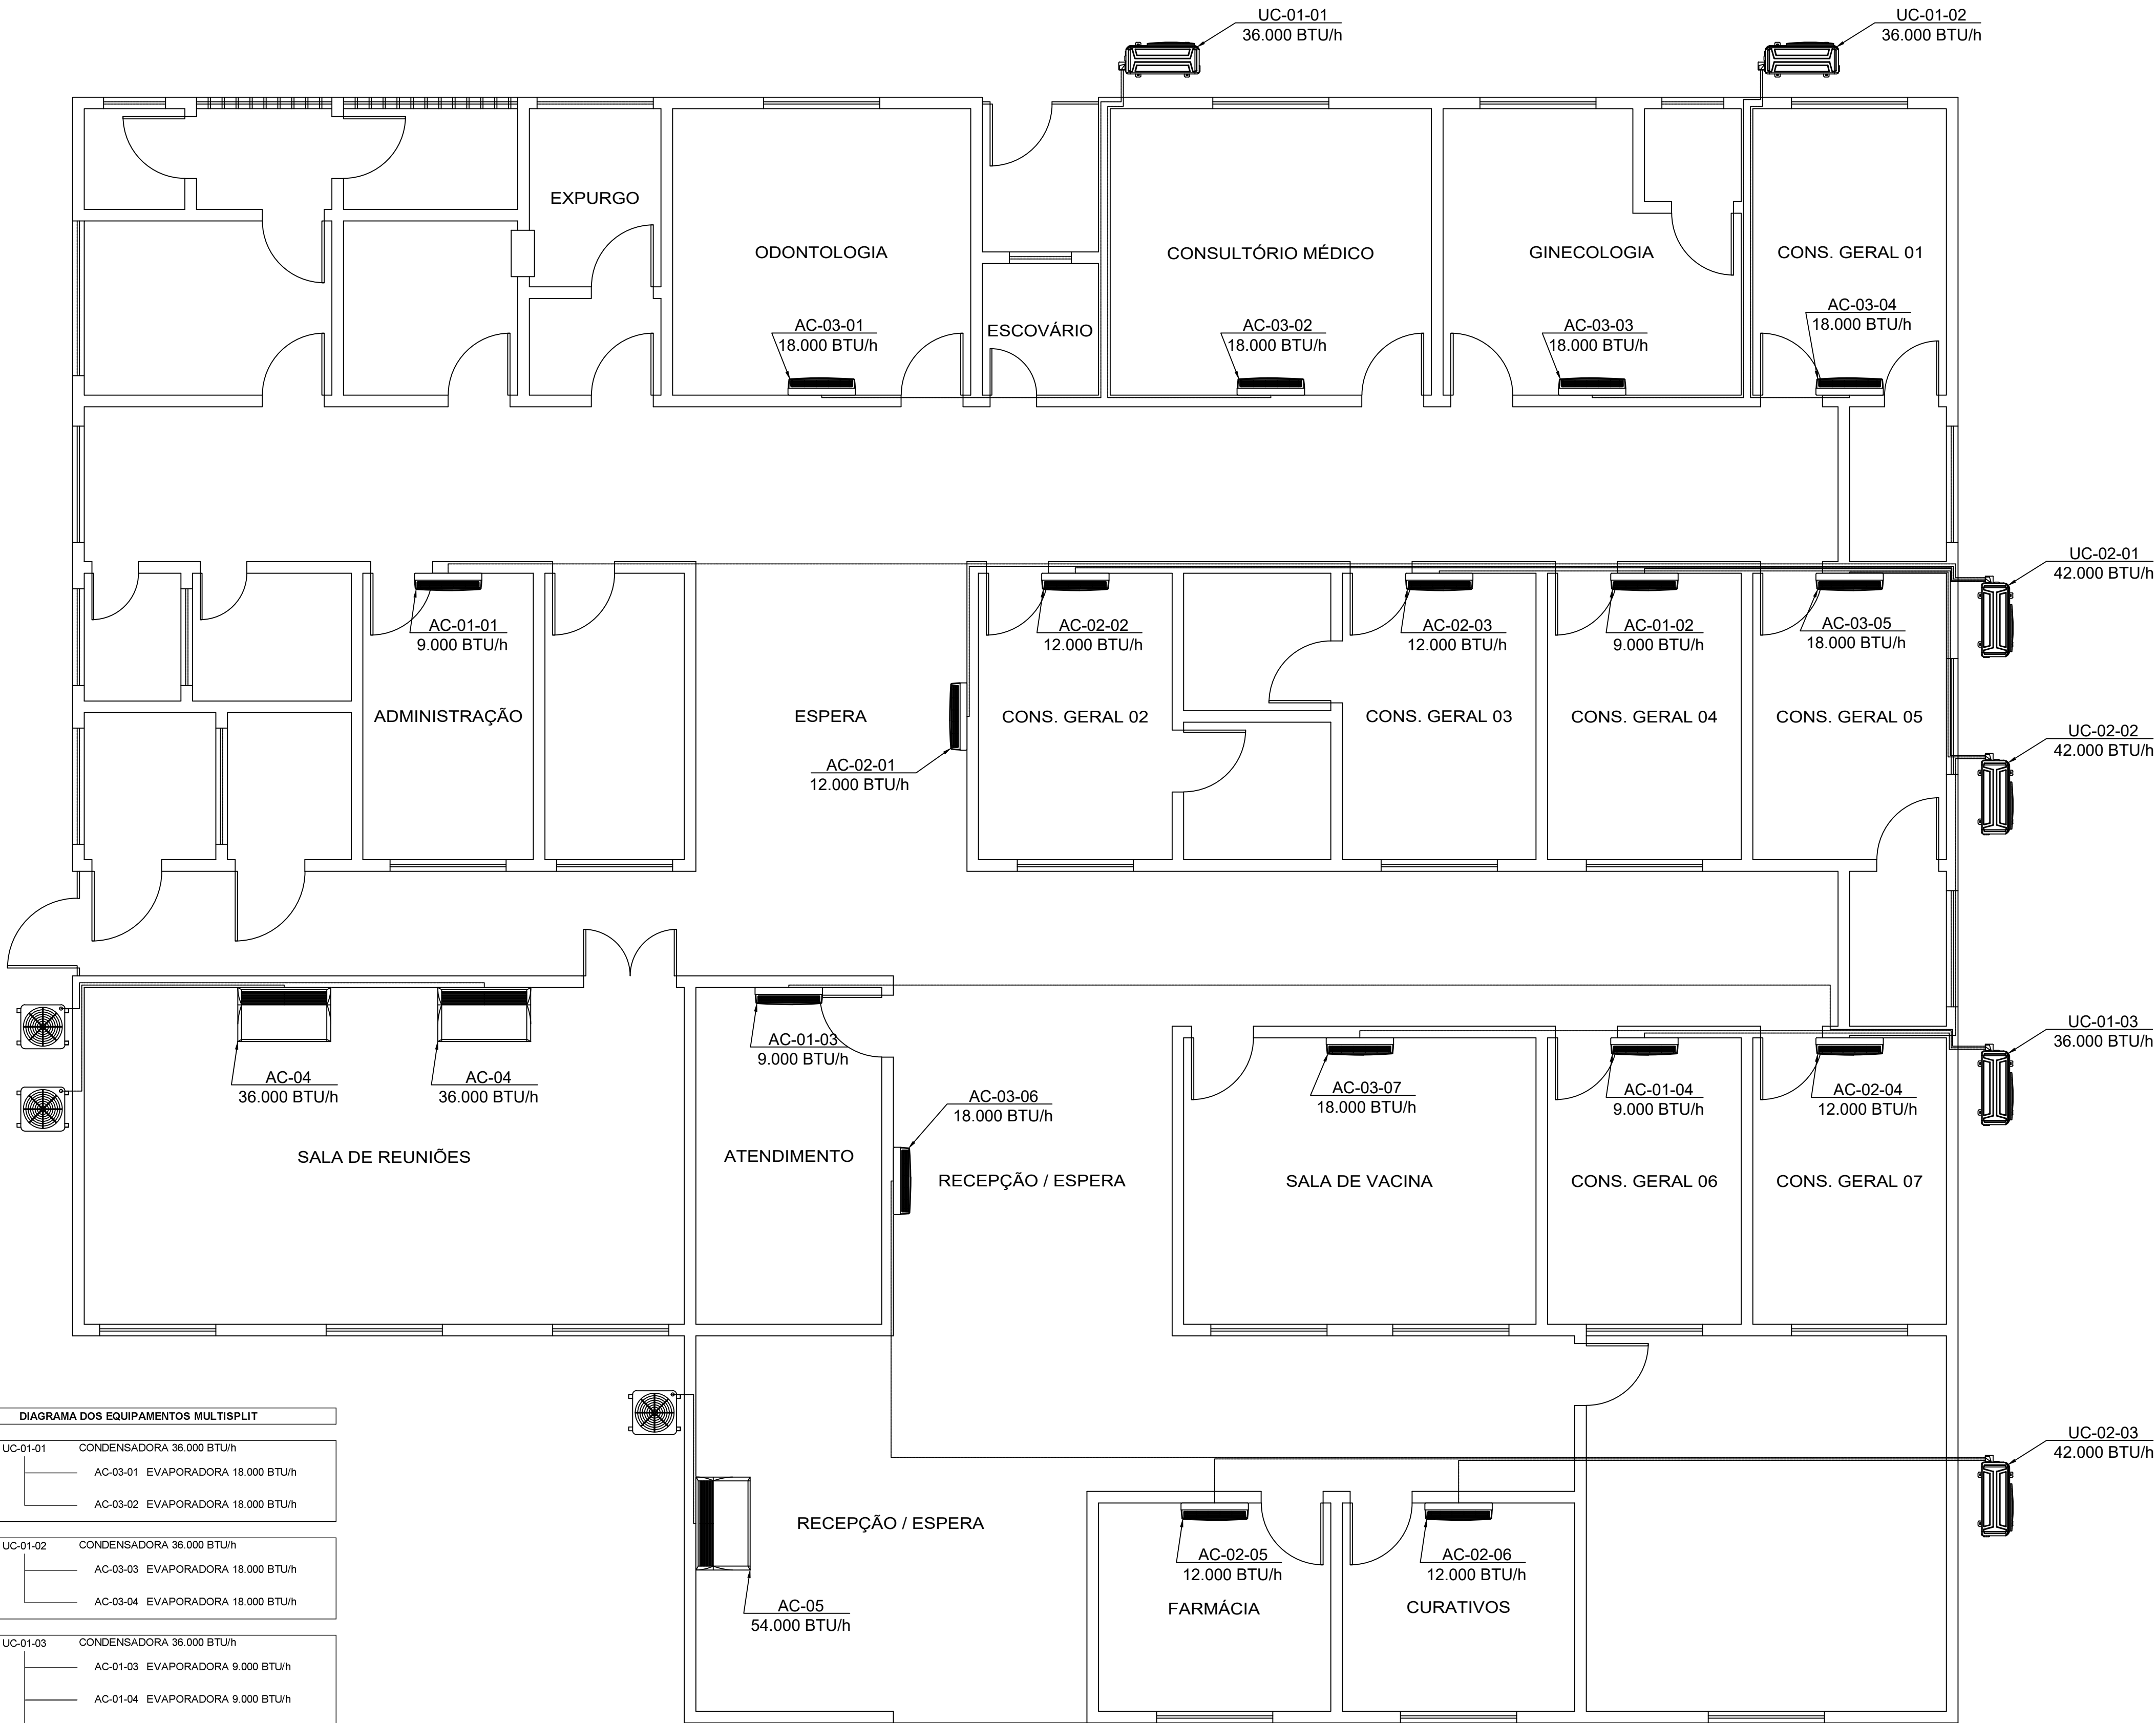 UC-01-01
36.000 BTU/h
UC-01-02
36.000 BTU/h
EXPURGO
ODONTOLOGIA
CONSULTÓRIO MÉDICO
GINECOLOGIA
CONS. GERAL 01
AC-03-01
18.000 BTU/h
ESCOVÁRIO
AC-03-02
18.000 BTU/h
AC-03-03
18.000 BTU/h
AC-03-04
18.000 BTU/h
UC-02-01
42.000 BTU/h
AC-01-01
9.000 BTU/h
AC-02-02
12.000 BTU/h
AC-02-03
12.000 BTU/h
AC-01-02
9.000 BTU/h
AC-03-05
18.000 BTU/h
ADMINISTRAÇÃO
ESPERA
CONS. GERAL 02
CONS. GERAL 03
CONS. GERAL 04
CONS. GERAL 05
UC-02-02
42.000 BTU/h
AC-02-01
12.000 BTU/h
UC-01-03
36.000 BTU/h
AC-01-03
9.000 BTU/h
AC-04
36.000 BTU/h
AC-04
36.000 BTU/h
AC-03-06
18.000 BTU/h
AC-03-07
18.000 BTU/h
AC-01-04
9.000 BTU/h
AC-02-04
12.000 BTU/h
SALA DE REUNIÕES
ATENDIMENTO
RECEPÇÃO / ESPERA
SALA DE VACINA
CONS. GERAL 06
CONS. GERAL 07
UC-02-03
42.000 BTU/h
RECEPÇÃO / ESPERA
AC-05
54.000 BTU/h
AC-02-05
12.000 BTU/h
AC-02-06
12.000 BTU/h
FARMÁCIA
CURATIVOS
DIAGRAMA DOS EQUIPAMENTOS MULTISPLIT
UC-01-01 CONDENSADORA 36.000 BTU/h
AC-03-01 EVAPORADORA 18.000 BTU/h
AC-03-02 EVAPORADORA 18.000 BTU/h
UC-01-02 CONDENSADORA 36.000 BTU/h
AC-03-03 EVAPORADORA 18.000 BTU/h
AC-03-04 EVAPORADORA 18.000 BTU/h
UC-01-03 CONDENSADORA 36.000 BTU/h
AC-01-03 EVAPORADORA 9.000 BTU/h
AC-01-04 EVAPORADORA 9.000 BTU/h